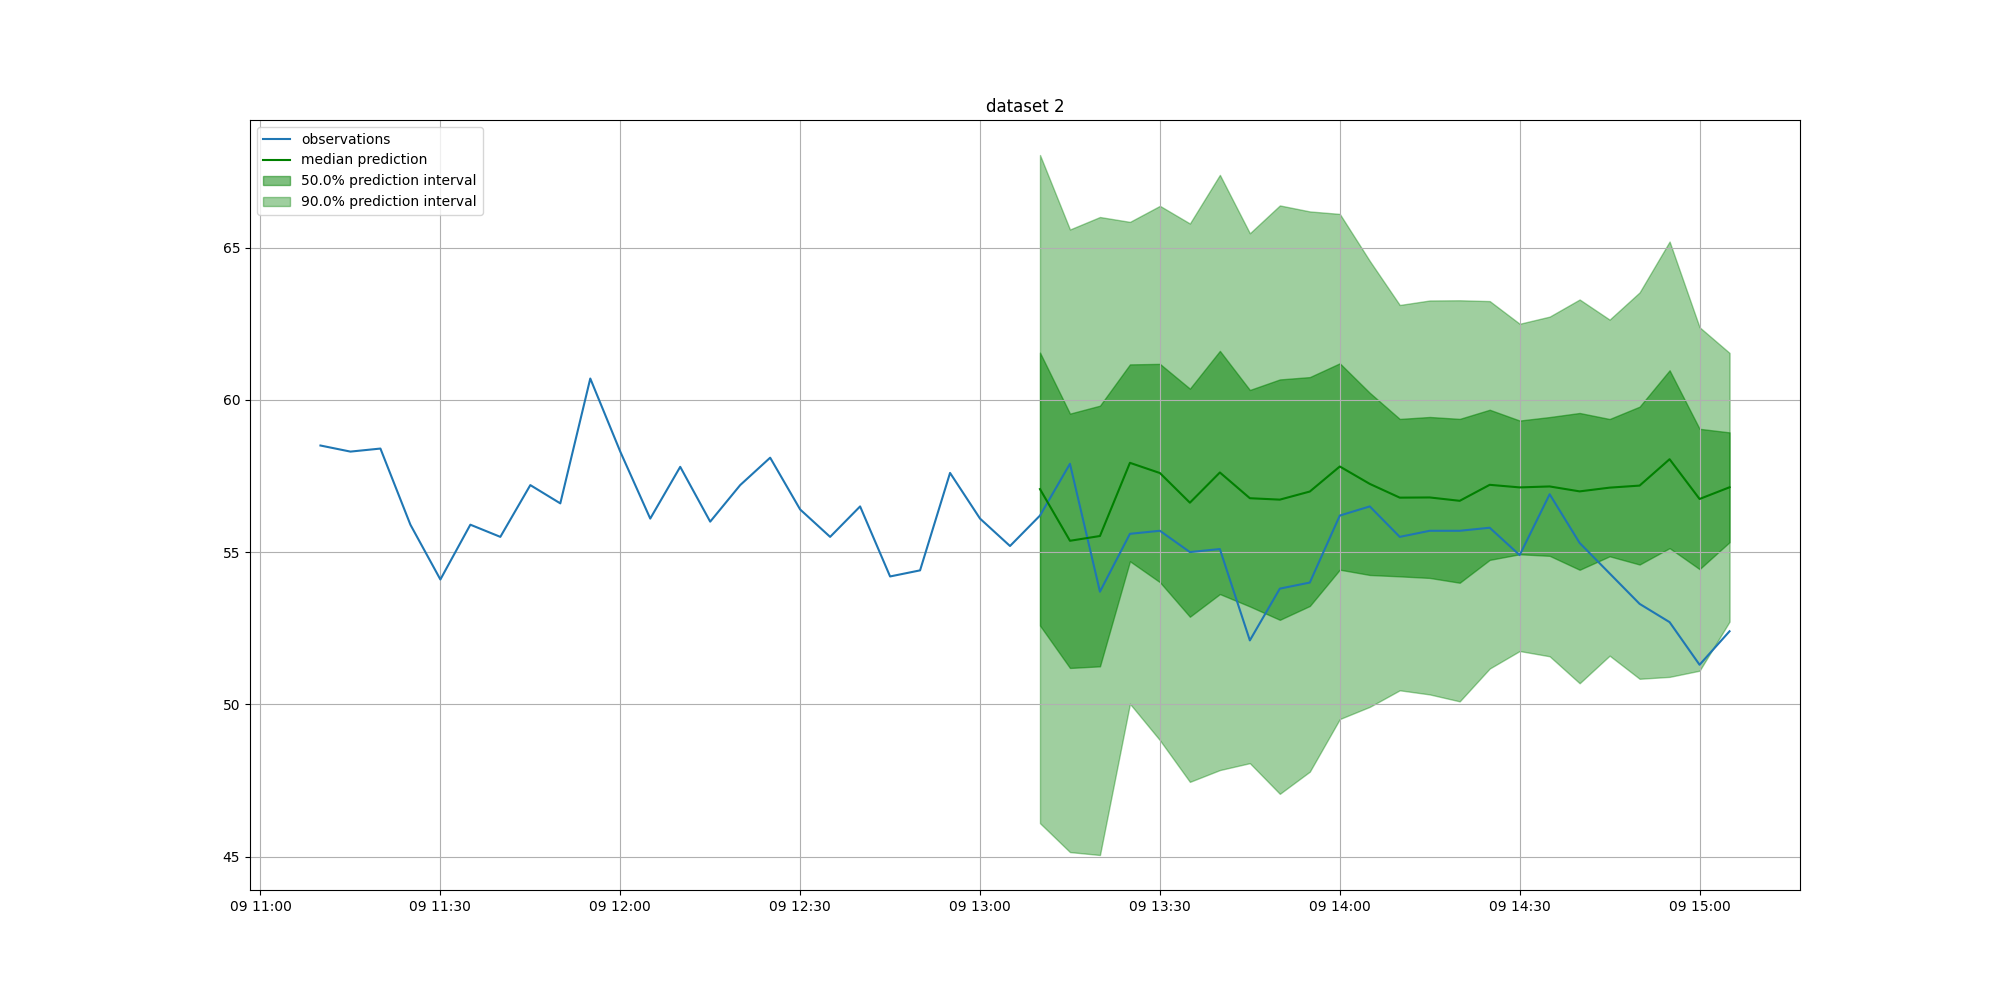 dataset 2
observations
median prediction
50.0% prediction interval
90.0% prediction interval
65
60
55
50
45
09 11:00 09 11:30 09 12:00 09 12:30 09 13:00 09 13:30 09 14:00 09 14:30 09 15:00